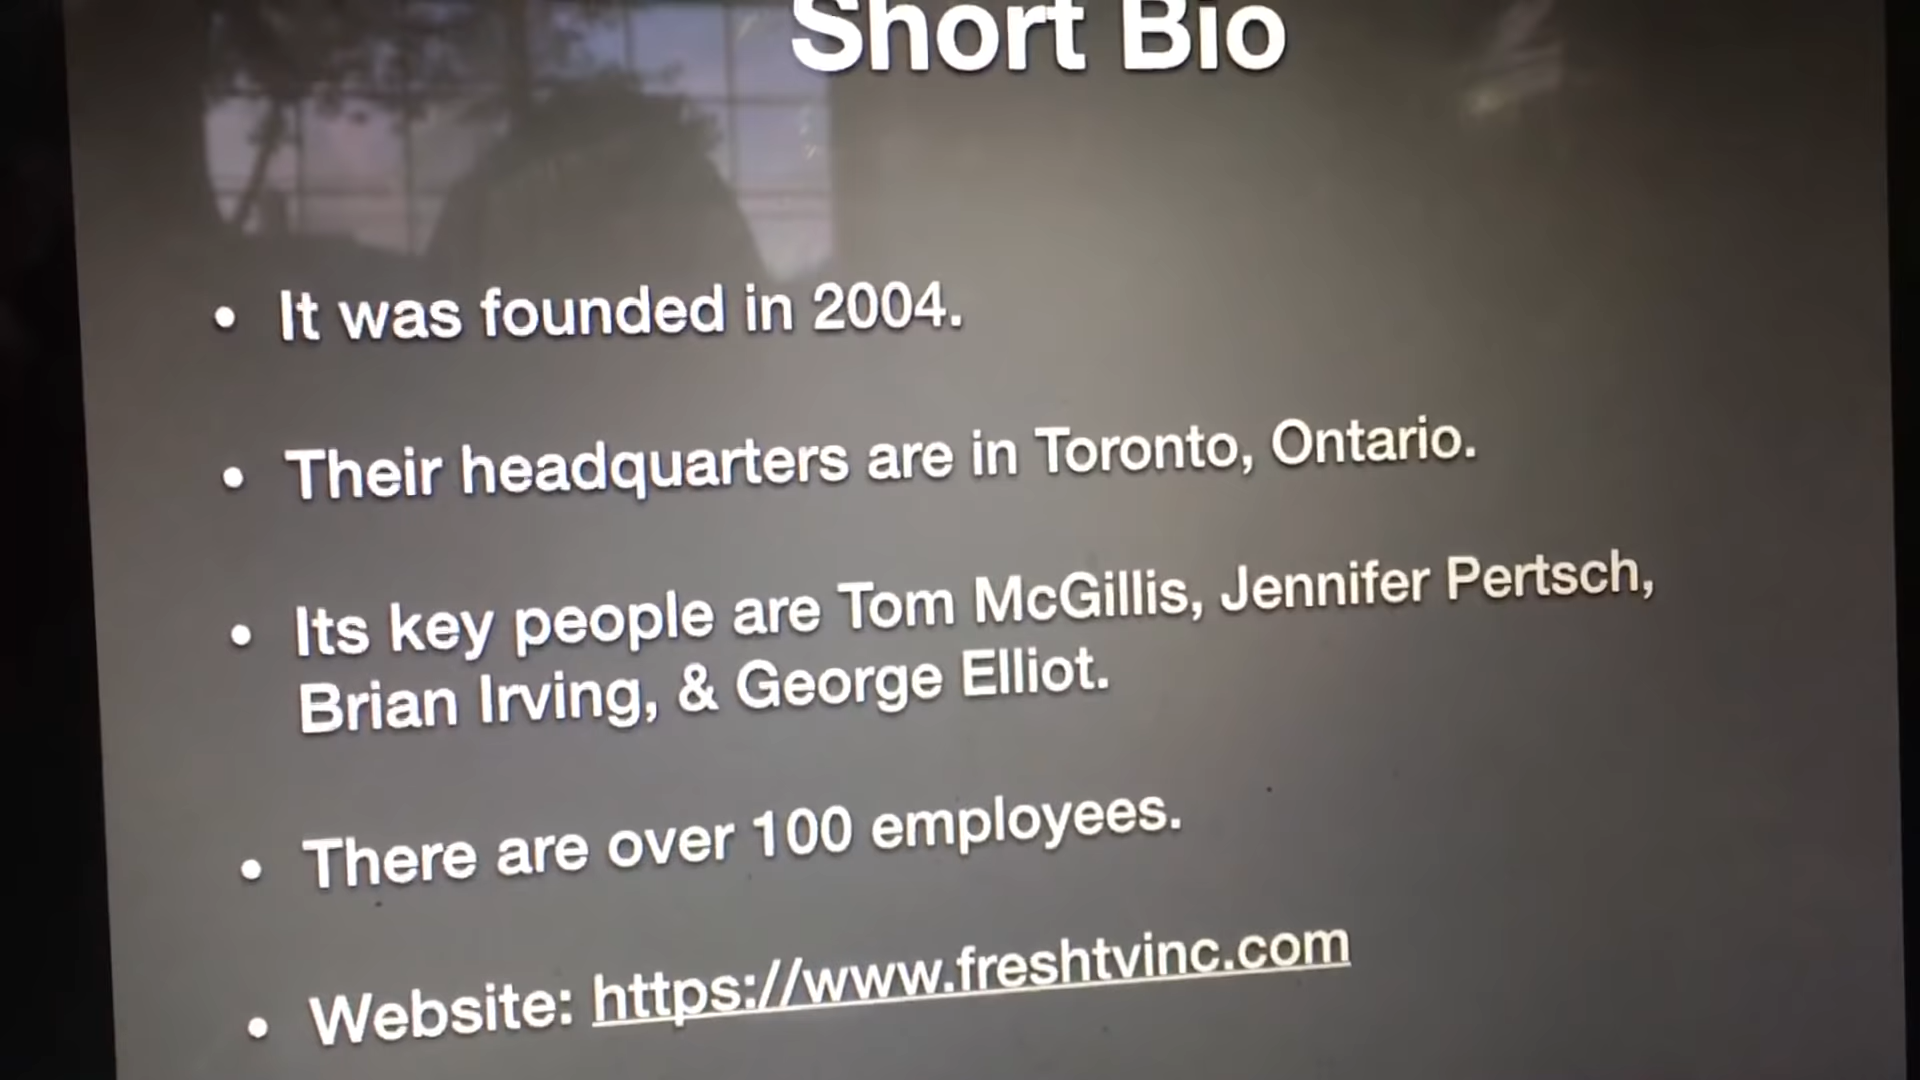 Short Bio
• It was founded in 2004.
• Their headquarters are in Toronto, Ontario.
• Its key people are Tom McGillis, Jennifer Pertsch,
Brian Irving, & George Elliot.
• There are over 100 employees.
• Website: https://www.freshtvinc.com